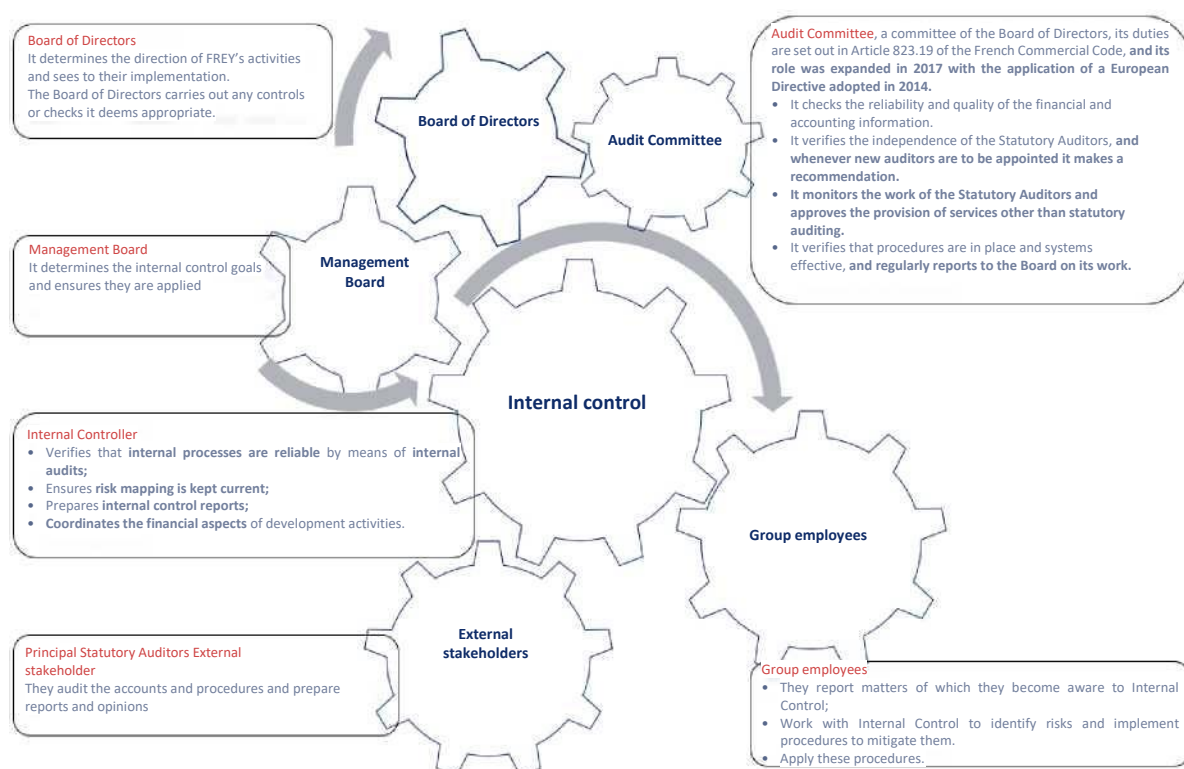 Board of Directors
It determines the direction of FREY's activities
and sees to their implementation.
The Board of Directors carries out any controls
or checks it deems appropriate.
Board of Directors
Audit Committee
Audit Committee, a committee of the Board of Directors, its duties
are set out in Article 823.19 of the French Commercial Code, and its
role was expanded in 2017 with the application of a European
Directive adopted in 2014.
• It checks the reliability and quality of the financial and
accounting information.
• It verifies the independence of the Statutory Auditors, and
whenever new auditors are to be appointed it makes a
recommendation.
• It monitors the work of the Statutory Auditors and
approves the provision of services other than statutory
auditing.
• It verifies that procedures are in place and systems
effective, and regularly reports to the Board on its work.
Management Board
It determines the internal control goals
and ensures they are applied
Management
Board
Internal control
Internal Controller
• Verifies that internal processes are reliable by means of internal
audits;
• Ensures risk mapping is kept current;
• Prepares internal control reports;
• Coordinates the financial aspects of development activities.
Group employees
External
stakeholders
Principal Statutory Auditors External
stakeholder
They audit the accounts and procedures and prepare
reports and opinions
Group employees
• They report matters of which they become aware to Internal
Control;
• Work with Internal Control to identify risks and implement
procedures to mitigate them.
• Apply these procedures.